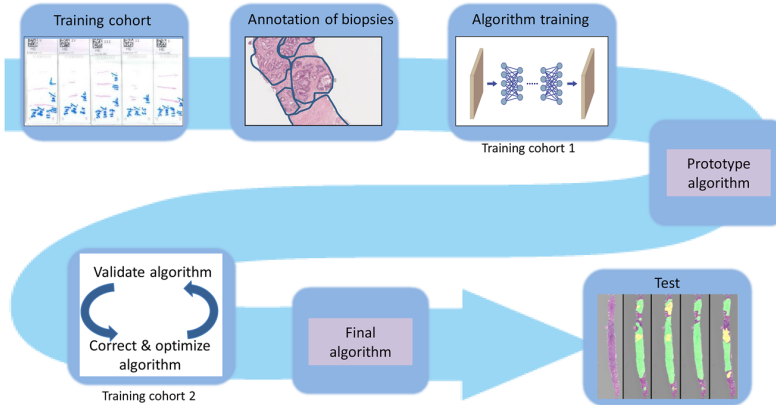 Training cohort
Annotation of biopsies
Algorithm training
Training cohort 1
Prototype
algorithm
Validate algorithm
Correct & optimize
algorithm
Training cohort 2
Final
algorithm
Test